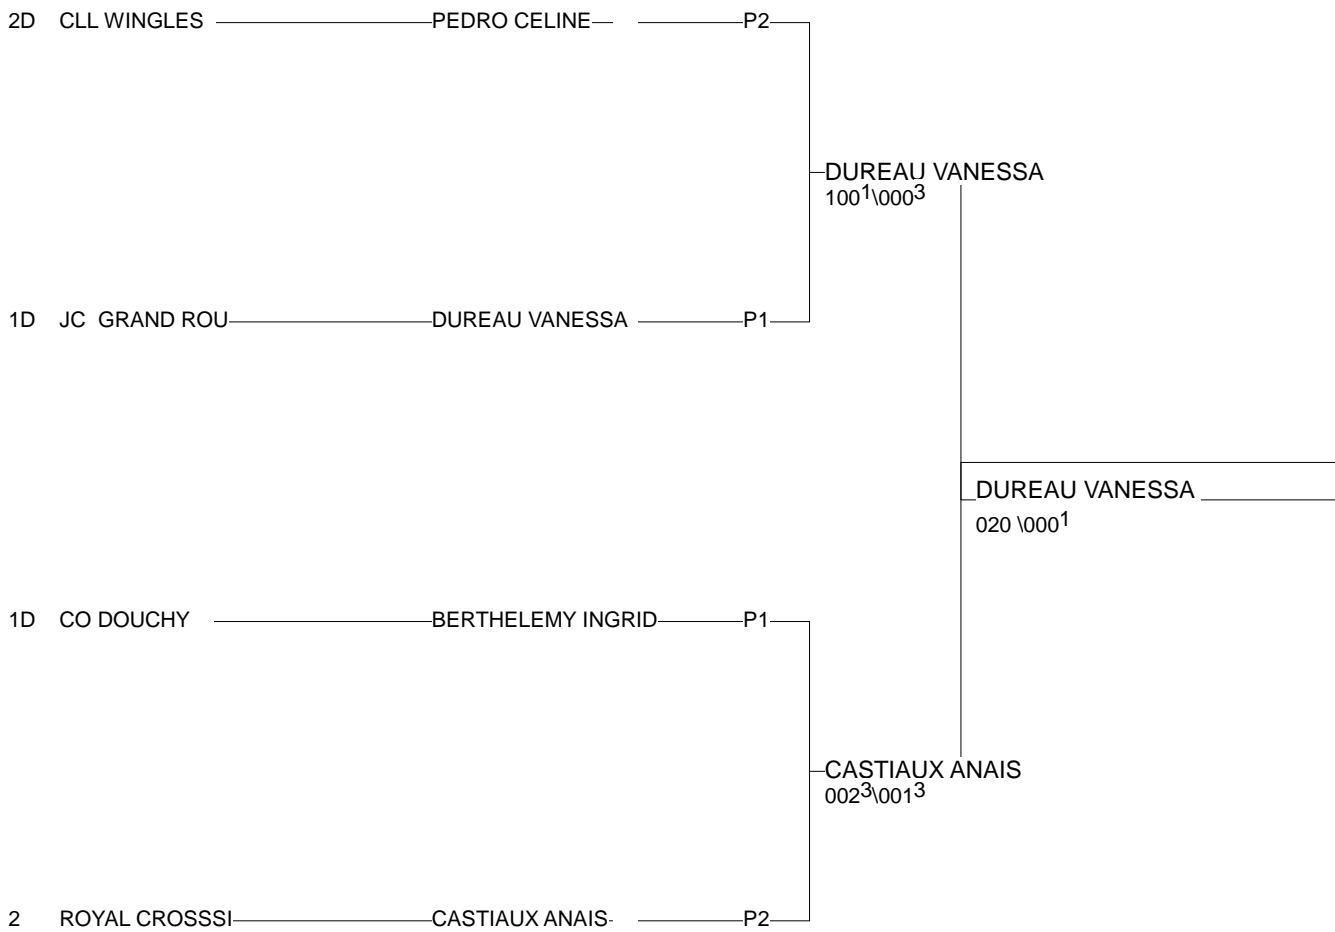 2D CLL WINGLES PEDRO CELINE P2
DUREAU VANESSA
100¹\000³
1D JC GRAND ROU DUREAU VANESSA P1
DUREAU VANESSA
020 \000¹
1D CO DOUCHY BERTHELEMY INGRID P1
CASTIAUX ANAIS
002³\001³
2 ROYAL CROSSSI CASTIAUX ANAIS P2